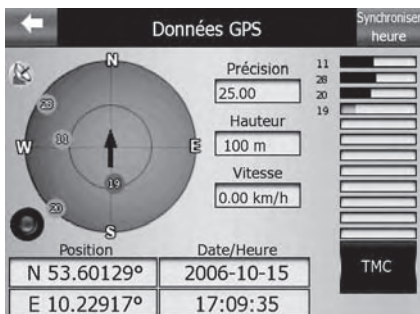 Données GPS
Synchroniser
heure
N
W
E
S
28
11
19
20
Précision
25.00
Hauteur
100 m
Vitesse
0.00 km/h
11
28
20
19
Position
Date/Heure
N 53.60129°
2006-10-15
E 10.22917°
17:09:35
TMC